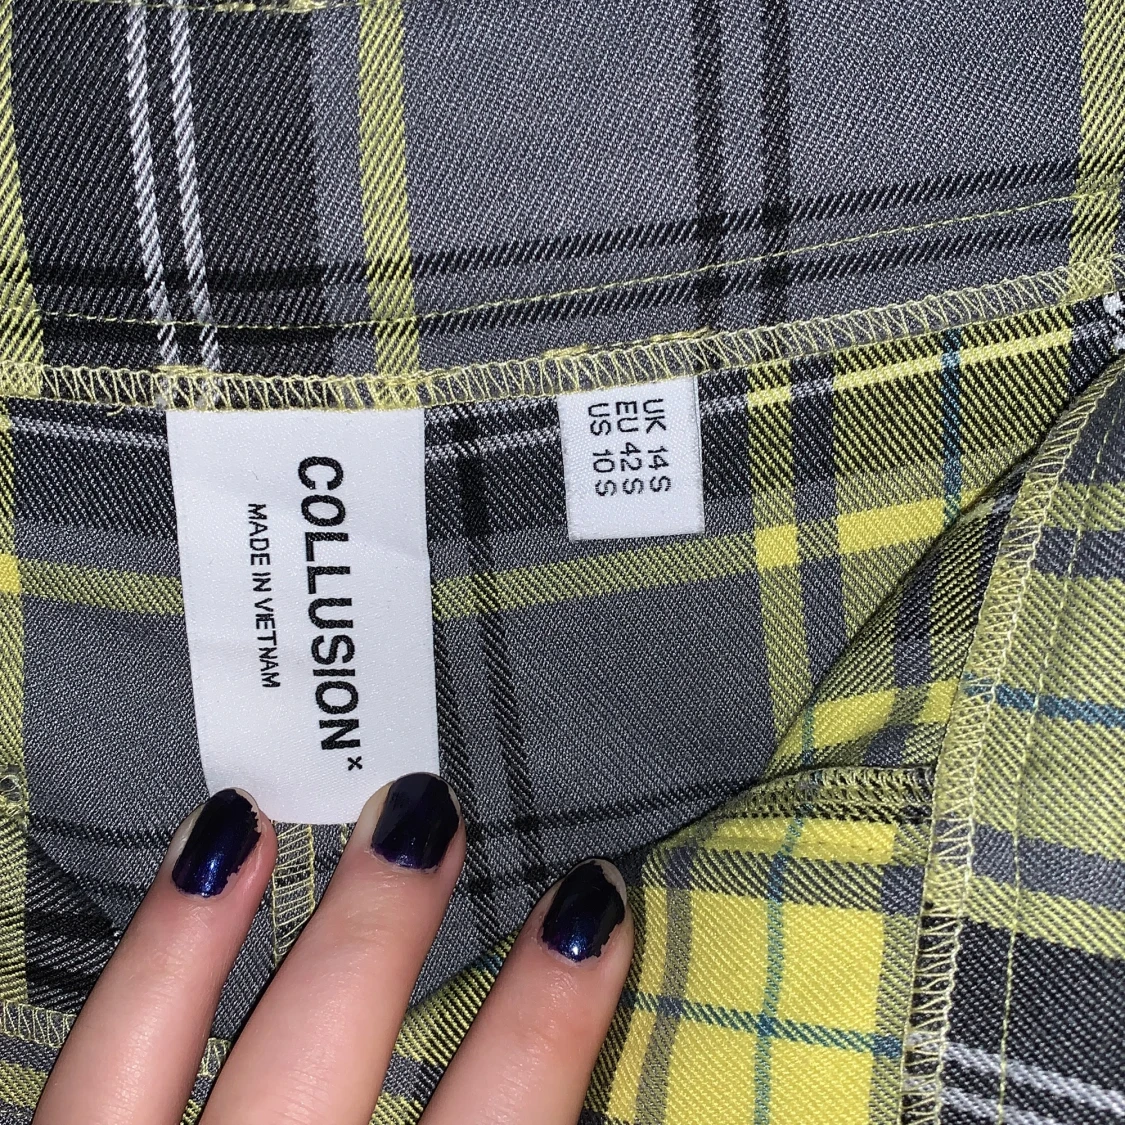 COLLUSION x
MADE IN VIETNAM
UK 14 S
EU 42 S
US 10 S